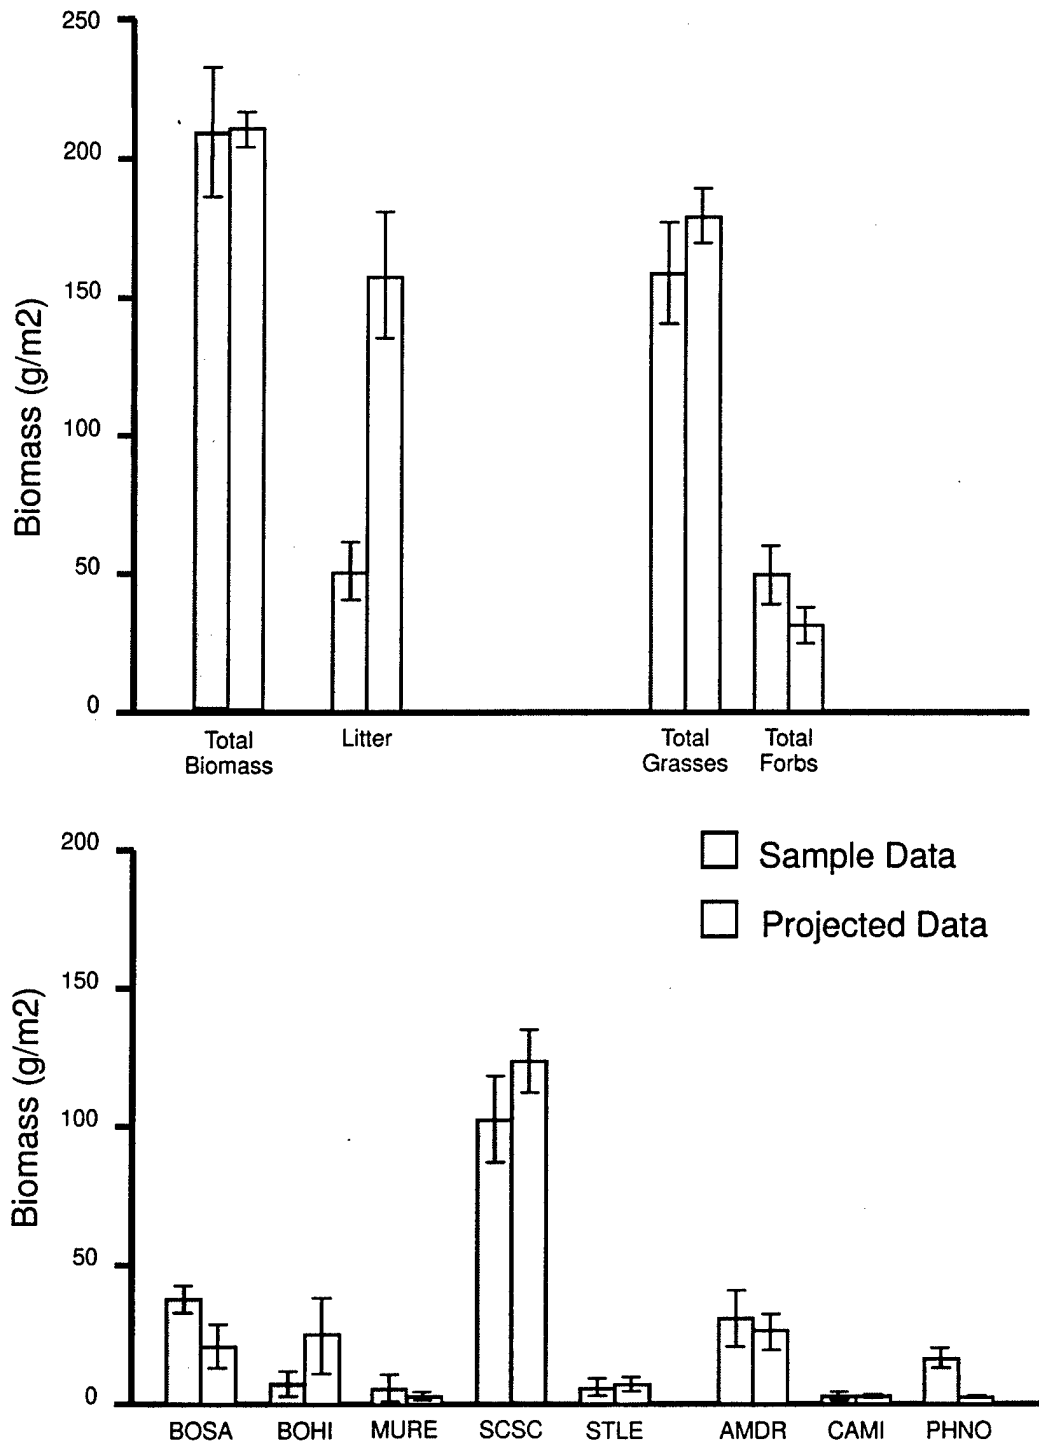 250
200
150
100
50
0
Biomass (g/m2)
Total
Biomass
Litter
Total
Grasses
Total
Forbs
Sample Data
Projected Data
200
150
100
50
0
Biomass (g/m2)
BOSA BOHI MURE SCSC STLE AMDR CAMI PHNO